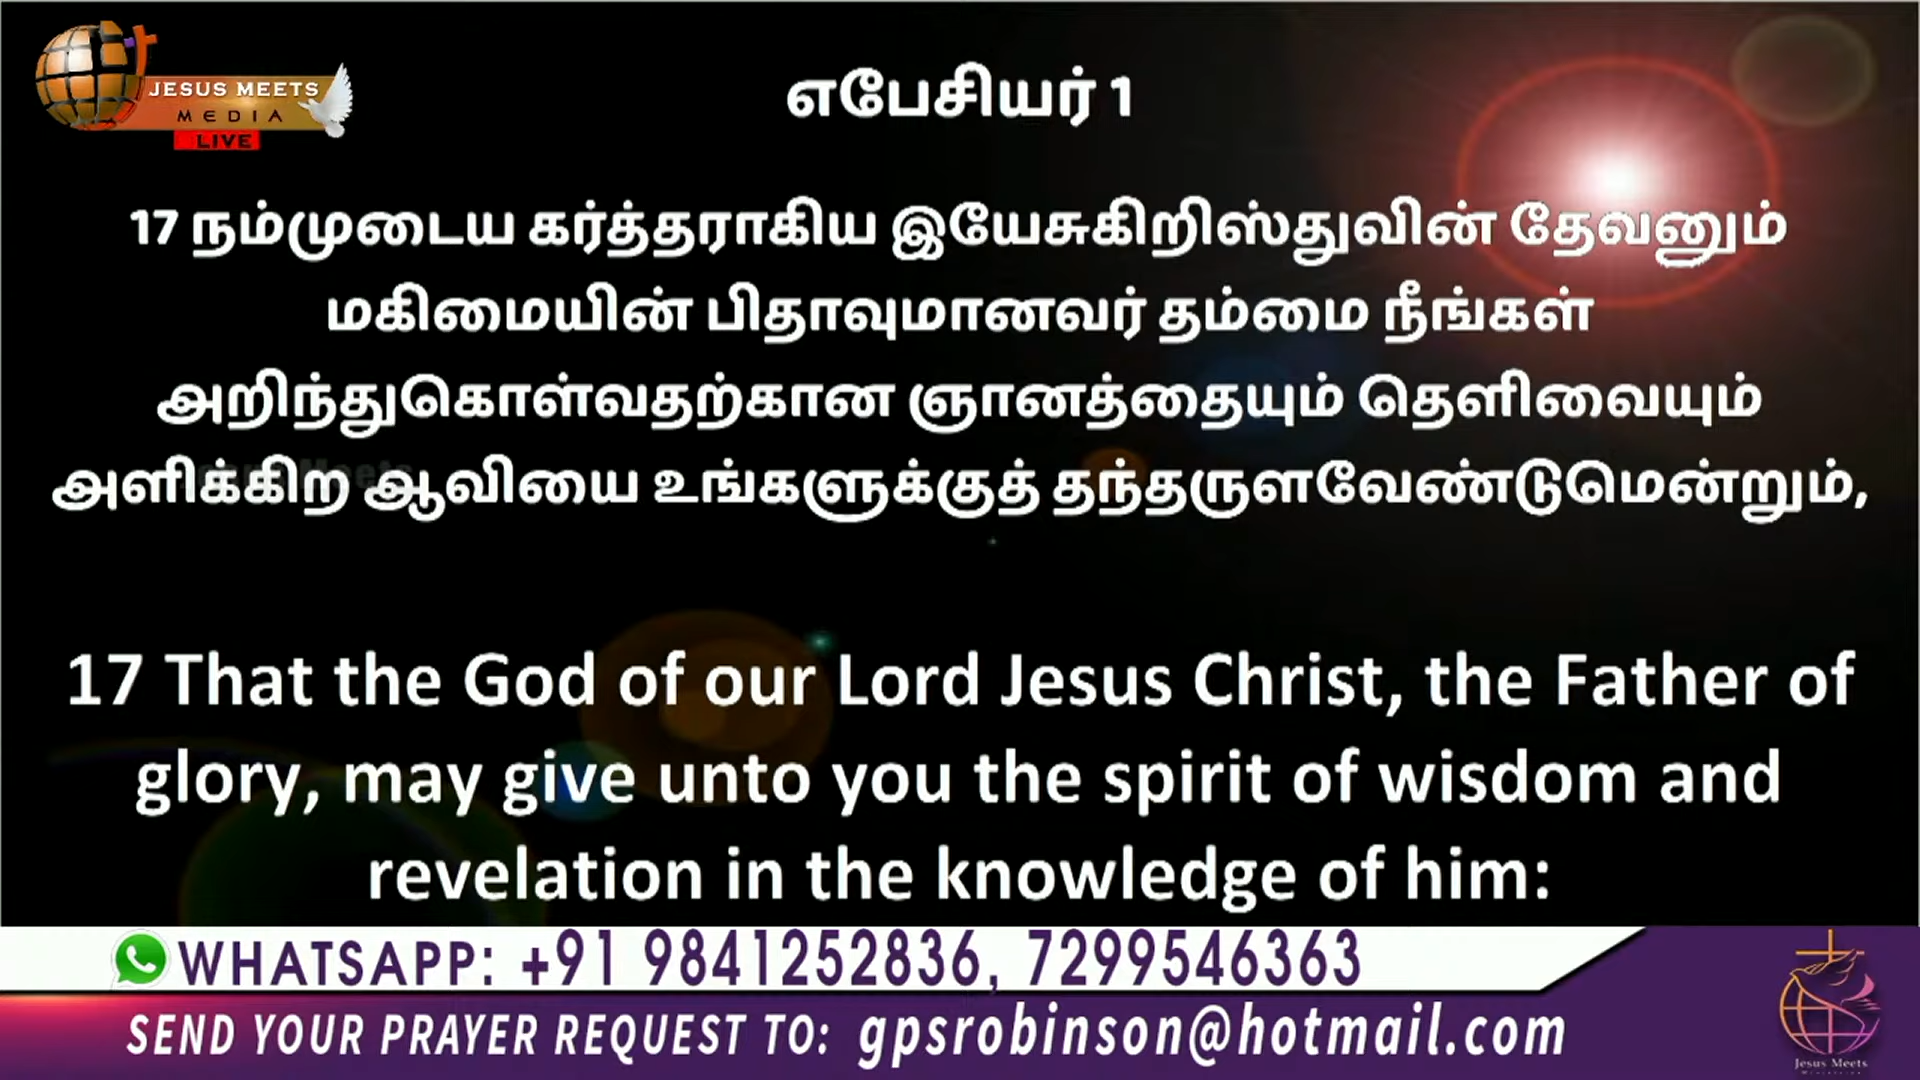 JESUS MEETS
MEDIA
LIVE
எபேசியர் 1
17 நம்முடைய கர்த்தராகிய இயேசுகிறிஸ்துவின் தேவனும்
மகிமையின் பிதாவுமானவர் தம்மை நீங்கள்
அறிந்துகொள்வதற்கான ஞானத்தையும் தெளிவையும்
அளிக்கிற ஆவியை உங்களுக்குத் தந்தருளவேண்டுமென்றும்,
17 That the God of our Lord Jesus Christ, the Father of
glory, may give unto you the spirit of wisdom and
revelation in the knowledge of him:
WHATSAPP: +91 9841252836, 7299546363
SEND YOUR PRAYER REQUEST TO: gpsrobinson@hotmail.com
Jesus Meets